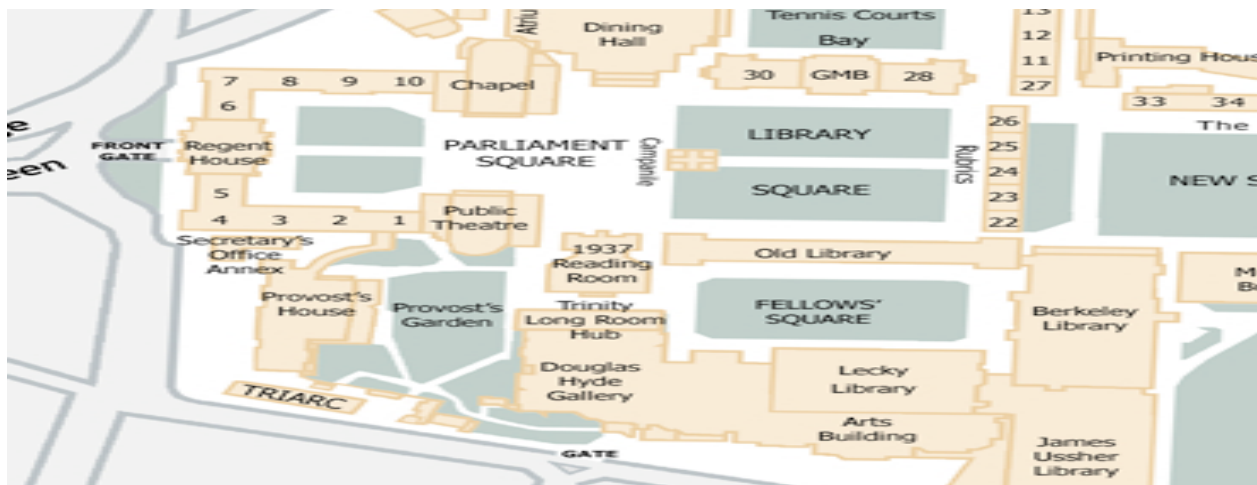 13
Tennis Courts
Bay
Dining
Hall
12
11
27
Printing Hous
33 34
The
30 GMB 28
Chapel
7 8 9 10
6
FRONT
GATE
Regent
House
een
PARLIAMENT
SQUARE
Campanile
LIBRARY
SQUARE
Rubrics
26
25
24
23
22
NEW S
5
4 3 2 1
Public
Theatre
Secretary's
Office
Annex
1937
Reading
Room
Old Library
Provost's
House
Provost's
Garden
Trinity
Long Room
Hub
FELLOWS'
SQUARE
Berkeley
Library
Douglas
Hyde
Gallery
Lecky
Library
TRIARC
Arts
Building
GATE
James
Ussher
Library